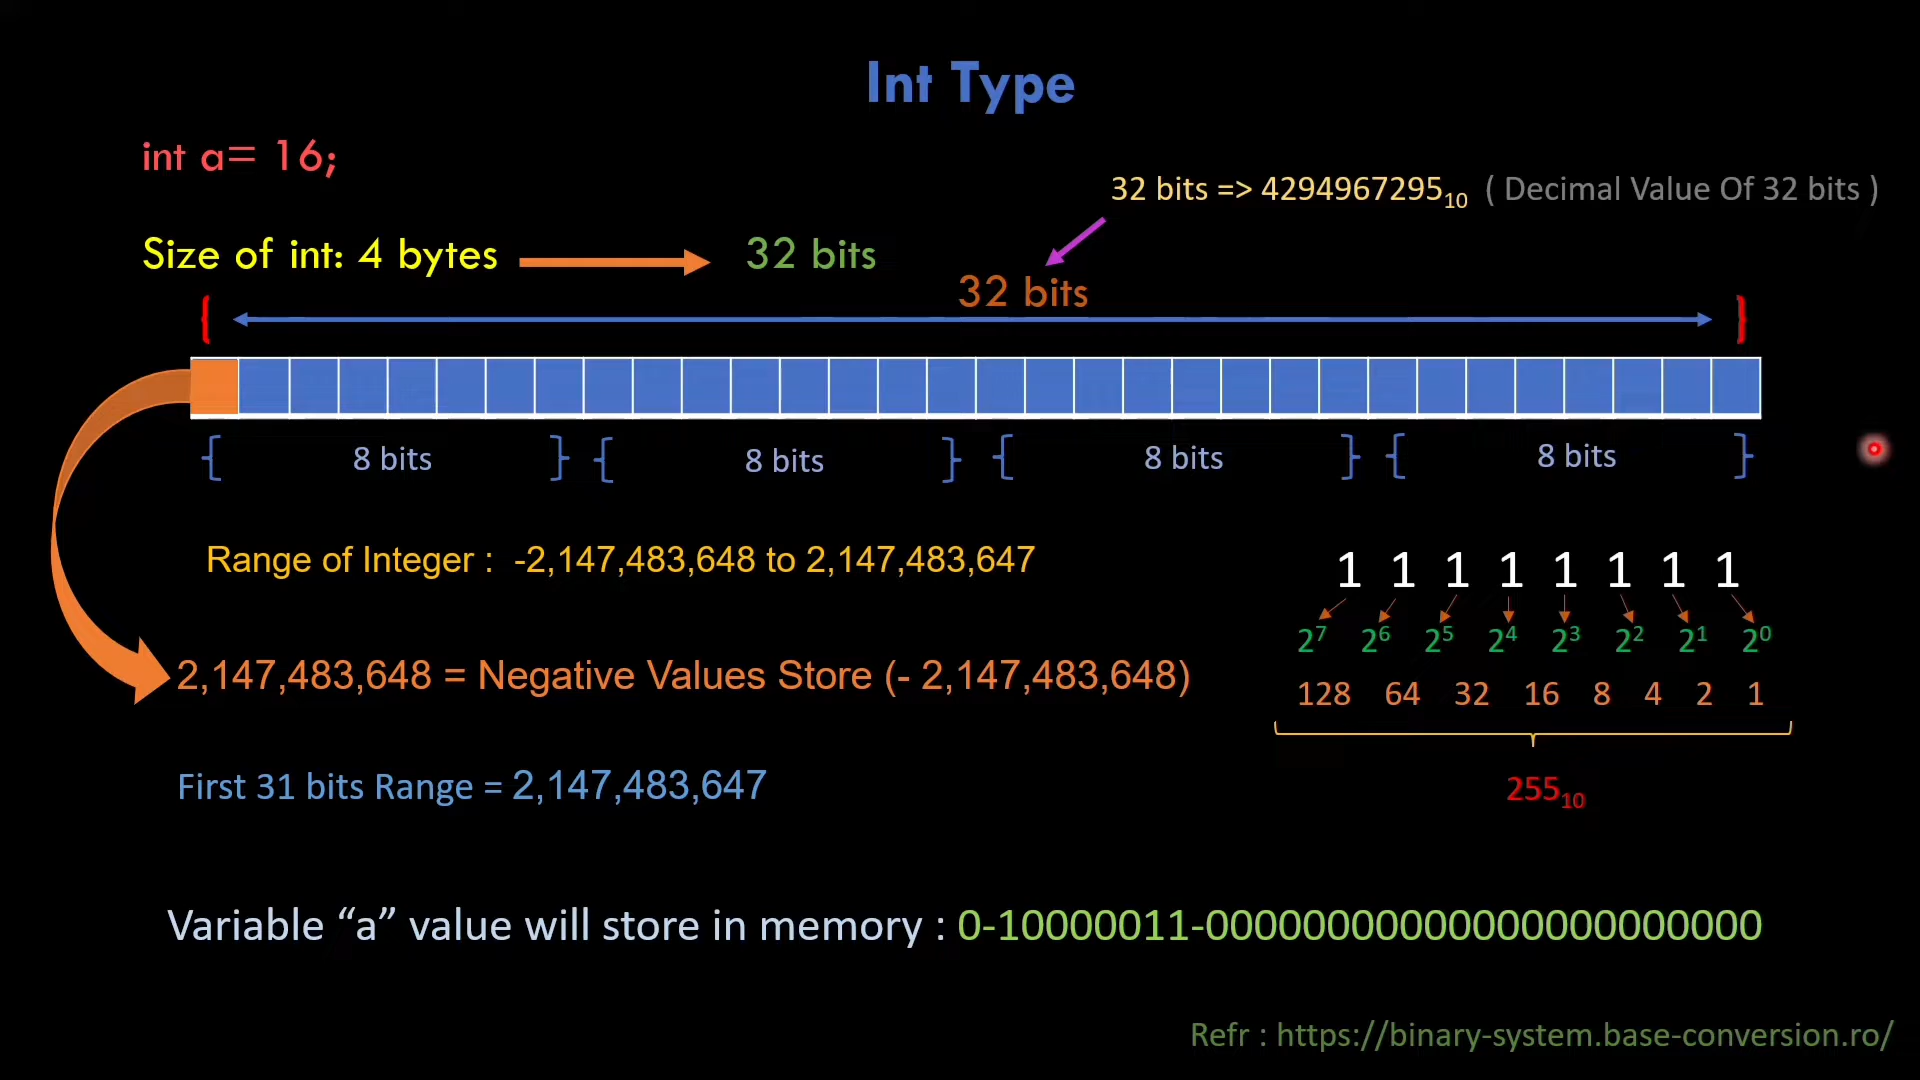 Int Type
int a= 16;
32 bits => 4294967295₁₀ ( Decimal Value Of 32 bits )
Size of int: 4 bytes 32 bits
32 bits
{ }
{ 8 bits } { 8 bits } { 8 bits } { 8 bits }
Range of Integer : -2,147,483,648 to 2,147,483,647
1 1 1 1 1 1 1 1
2⁷ 2⁶ 2⁵ 2⁴ 2³ 2² 2¹ 2⁰
2,147,483,648 = Negative Values Store (- 2,147,483,648)
128 64 32 16 8 4 2 1
First 31 bits Range = 2,147,483,647
255₁₀
Variable “a” value will store in memory : 0-10000011-00000000000000000000000
Refr : https://binary-system.base-conversion.ro/